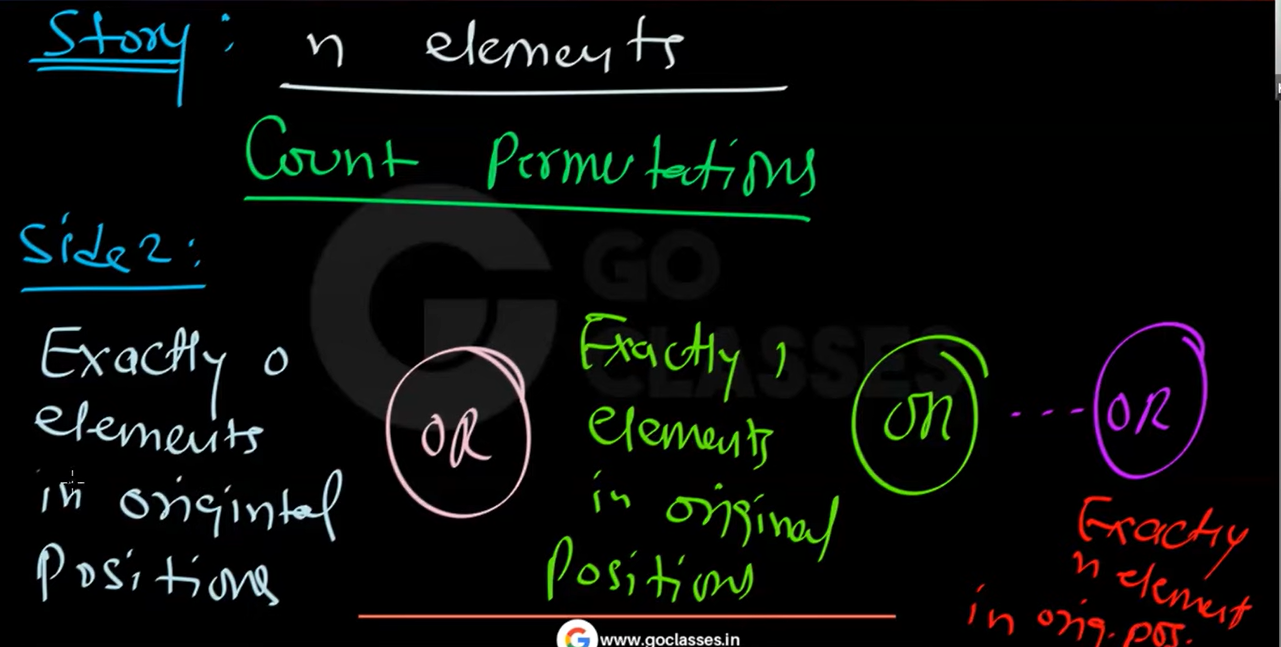 Story: n elements
Count Permutations
Side 2:
Exactly 0
elements
in origintal
Positions
OR
Exactly 1
elements
in original
Positions
OR
--- OR
Exactly
n element
in orig. pos.
GO
CLASSES
www.goclasses.in